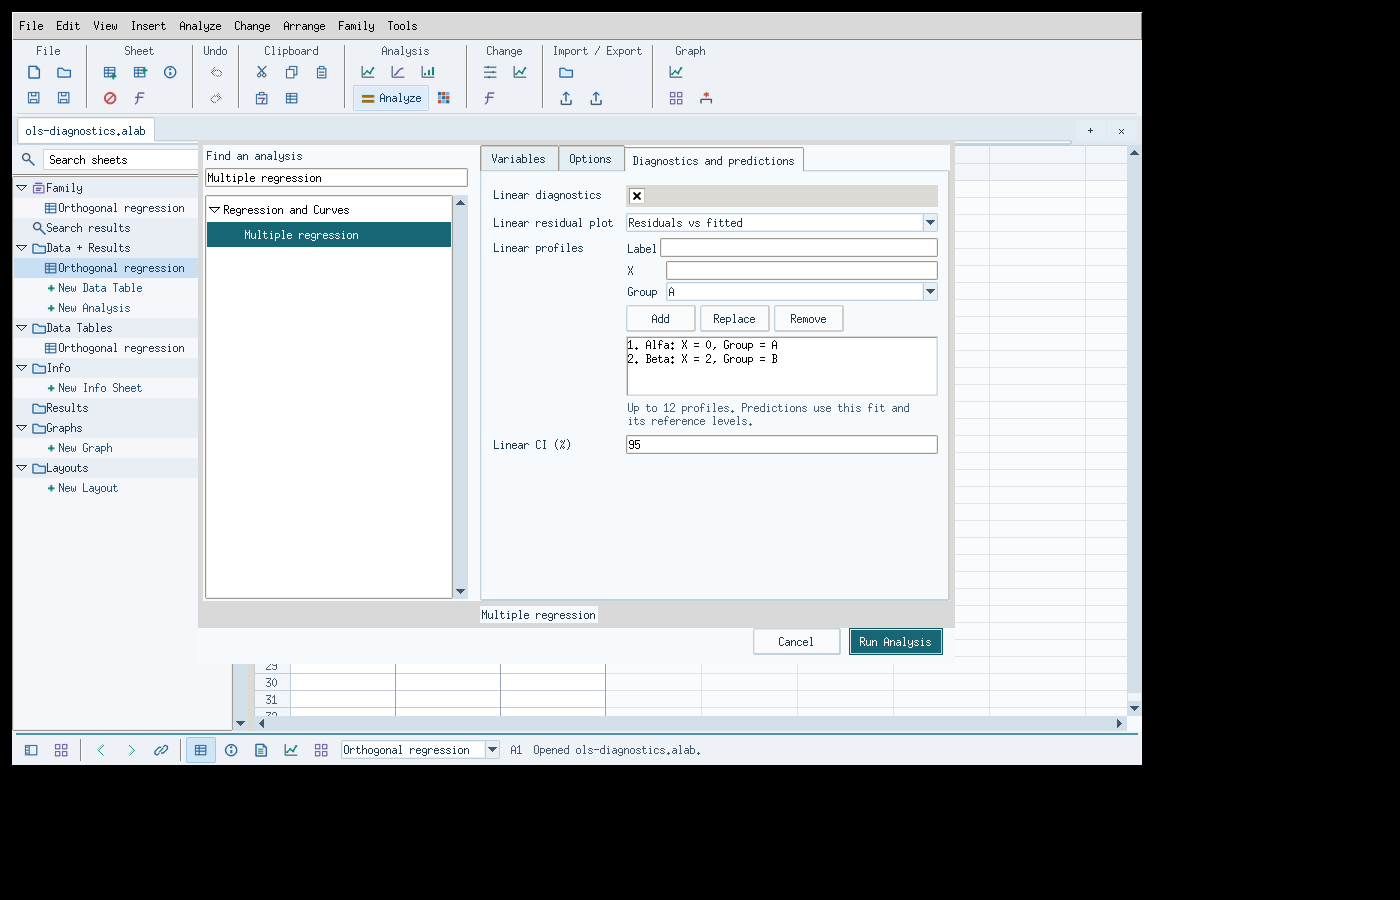 File Edit View Insert Analyze Change Arrange Family Tools
File Sheet Undo Clipboard Analysis Change Import / Export Graph
Analyze
ols-diagnostics.alab + ×
Search sheets
Family
Orthogonal regression
Search results
Data + Results
Orthogonal regression
+ New Data Table
+ New Analysis
Data Tables
Orthogonal regression
Info
+ New Info Sheet
Results
Graphs
+ New Graph
Layouts
+ New Layout
Find an analysis
Multiple regression
Regression and Curves
Multiple regression
Variables Options Diagnostics and predictions
Linear diagnostics
Linear residual plot Residuals vs fitted
Linear profiles Label
X
Group A
Add Replace Remove
1. Alfa: X = 0, Group = A
2. Beta: X = 2, Group = B
Up to 12 profiles. Predictions use this fit and
its reference levels.
Linear CI (%) 95
Multiple regression
Cancel Run Analysis
29
30
31
32
Orthogonal regression A1 Opened ols-diagnostics.alab.